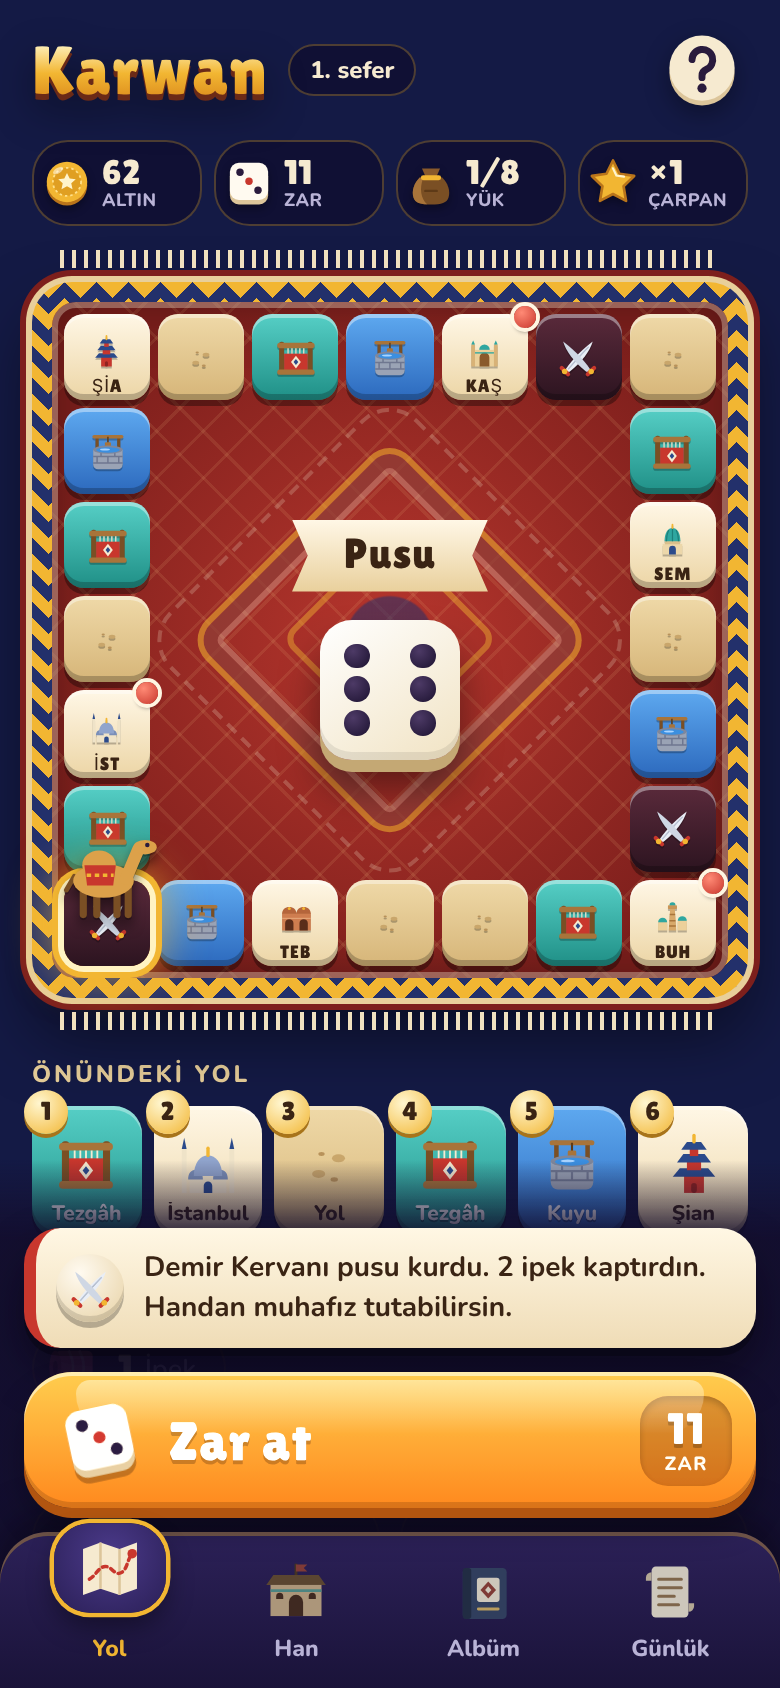 Karwan
1. sefer
?
62
ALTIN
11
ZAR
1/8
YÜK
×1
ÇARPAN
ŞİA
KAŞ
SEM
Pusu
İST
TEB
BUH
ÖNÜNDEKİ YOL
1
2
3
4
5
6
Tezgâh
İstanbul
Yol
Tezgâh
Kuyu
Şian
Demir Kervanı pusu kurdu. 2 ipek kaptırdın.
Handan muhafız tutabilirsin.
1 İpek
Zar at
11
ZAR
Yol
Han
Albüm
Günlük